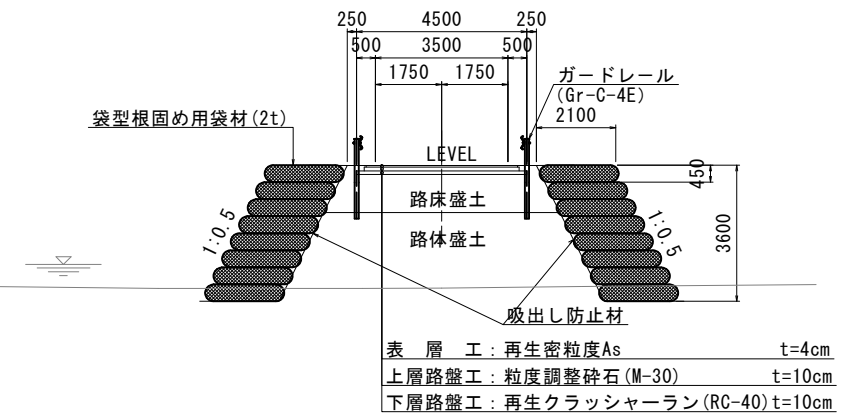 250 4500 250
500 3500 500
1750 1750
ガードレール
(Gr-C-4E)
2100
袋型根固め用袋材(2t)
LEVEL
450
路床盛土
1:0.5
1:0.5
3600
路体盛土
吸出し防止材
表 層 工：再生密粒度As t=4cm
上層路盤工：粒度調整砕石(M-30) t=10cm
下層路盤工：再生クラッシャーラン(RC-40) t=10cm